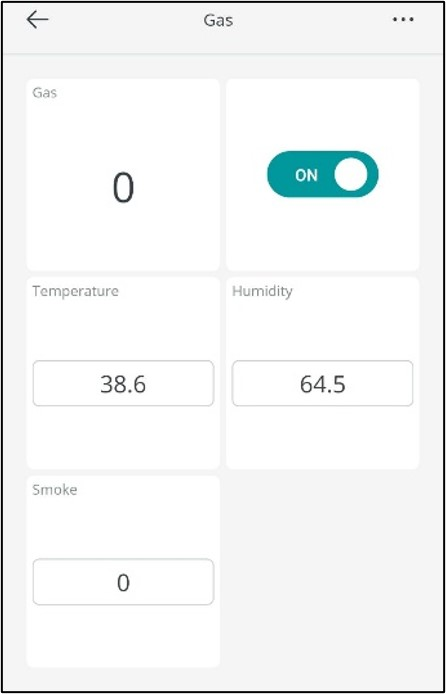 Gas
Gas
0
ON
Temperature
Humidity
38.6
64.5
Smoke
0